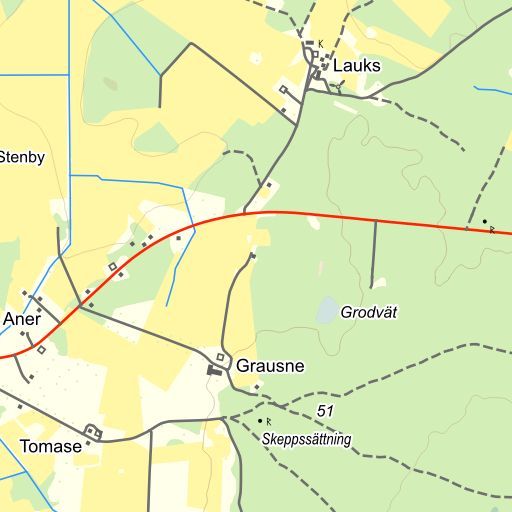 Lauks
Stenby
Grodvät
Aner
Grausne
51
Skeppssättning
Tomase